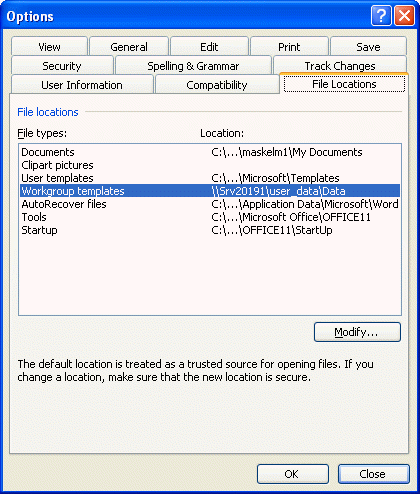 Options
View General Edit Print Save
Security Spelling & Grammar Track Changes
User Information Compatibility File Locations
File locations
File types: Location:
Documents C:\...\maskelm1\My Documents
Clipart pictures
User templates C:\...\Microsoft\Templates
Workgroup templates \\Srv20191\user_data\Data
AutoRecover files C:\...\Application Data\Microsoft\Word
Tools C:\...\Microsoft Office\OFFICE11
Startup C:\...\OFFICE11\StartUp
Modify...
The default location is treated as a trusted source for opening files. If you
change a location, make sure that the new location is secure.
OK Close